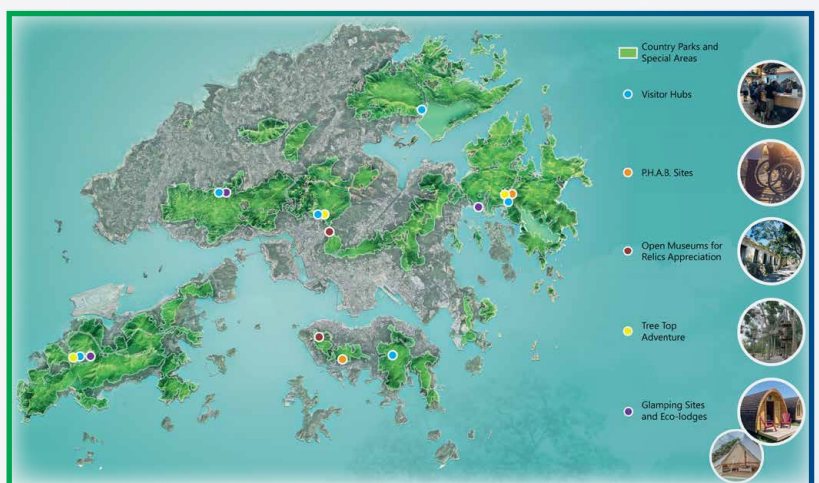 Country Parks and
Special Areas
Visitor Hubs
P.H.A.B. Sites
Open Museums for
Relics Appreciation
Tree Top
Adventure
Glamping Sites
and Eco-lodges